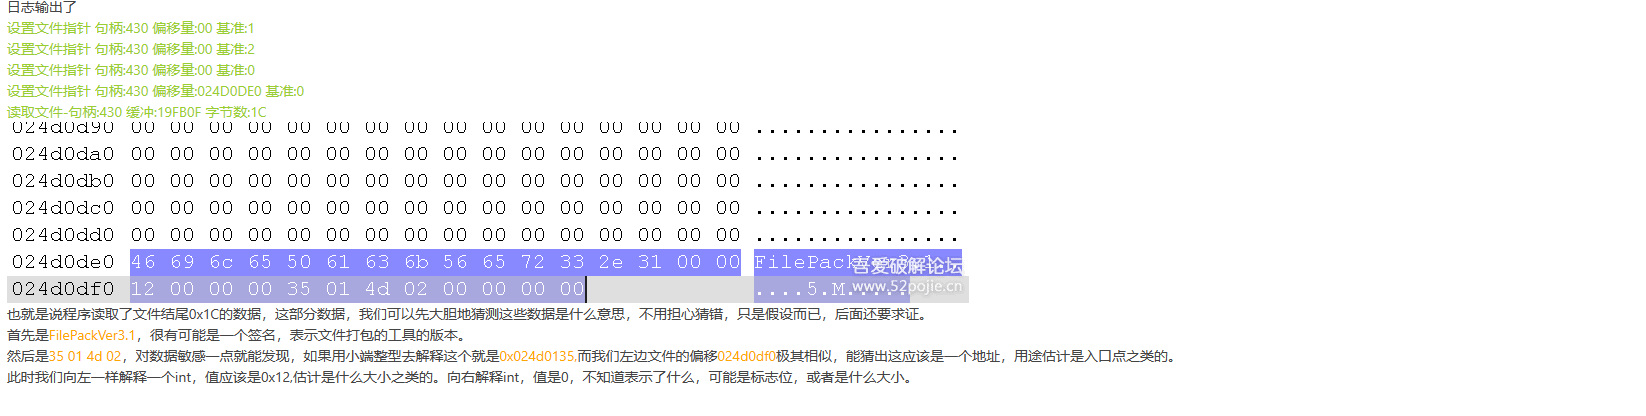 日志输出了
设置文件指针 句柄:430 偏移量:00 基准:1
设置文件指针 句柄:430 偏移量:00 基准:2
设置文件指针 句柄:430 偏移量:00 基准:0
设置文件指针 句柄:430 偏移量:024D0DE0 基准:0
读取文件-句柄:430 缓冲:19FB0F 字节数:1C
024d0d90 00 00 00 00 00 00 00 00 00 00 00 00 00 00 00 00 ................
024d0da0 00 00 00 00 00 00 00 00 00 00 00 00 00 00 00 00 ................
024d0db0 00 00 00 00 00 00 00 00 00 00 00 00 00 00 00 00 ................
024d0dc0 00 00 00 00 00 00 00 00 00 00 00 00 00 00 00 00 ................
024d0dd0 00 00 00 00 00 00 00 00 00 00 00 00 00 00 00 00 ................
024d0de0 46 69 6c 65 50 61 63 6b 56 65 72 33 2e 31 00 00 FilePackVer3.1..
吾爱破解论坛
024d0df0 12 00 00 00 35 01 4d 02 00 00 00 00 ....5.M.....
www.52pojie.cn
也就是说程序读取了文件结尾0x1C的数据，这部分数据，我们可以先大胆地猜测这些数据是什么意思，不用担心猜错，只是假设而已，后面还要求证。
首先是FilePackVer3.1，很有可能是一个签名，表示文件打包的工具的版本。
然后是35 01 4d 02，对数据敏感一点就能发现，如果用小端整型去解释这个就是0x024d0135,而我们左边文件的偏移024d0df0极其相似，能猜出这应该是一个地址，用途估计是入口点之类的。
此时我们向左一样解释一个int，值应该是0x12,估计是什么大小之类的。向右解释int，值是0，不知道表示了什么，可能是标志位，或者是什么大小。